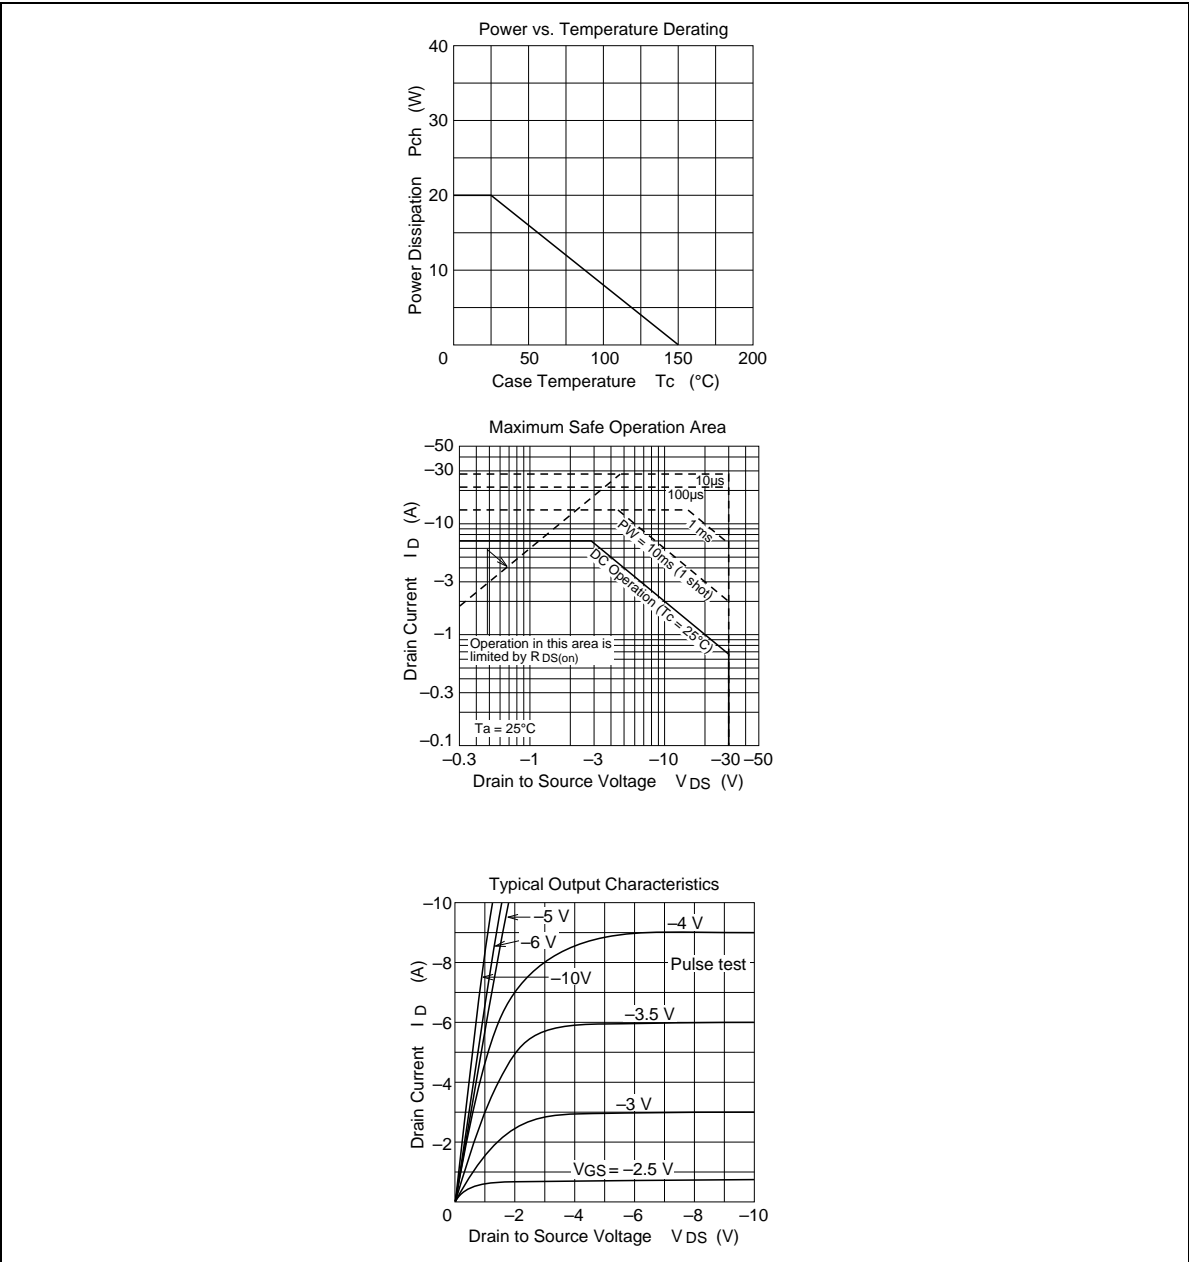 Power vs. Temperature Derating
40
30
20
10
0
50
100
150
200
Power Dissipation Pch (W)
Case Temperature Tc (°C)
Maximum Safe Operation Area
–50
–30
–10
–3
–1
–0.3
–0.1
Drain Current I D (A)
10µs
100µs
1 ms
PW = 10ms (1 shot)
DC Operation (Tc = 25°C)
Operation in this area is
limited by R DS(on)
Ta = 25°C
–0.3 –1 –3 –10 –30 –50
Drain to Source Voltage V DS (V)
Typical Output Characteristics
–10
–8
–6
–4
–2
0
Drain Current I D (A)
–5 V
–6 V
–10V
–4 V
Pulse test
–3.5 V
–3 V
VGS = –2.5 V
–2 –4 –6 –8 –10
Drain to Source Voltage V DS (V)